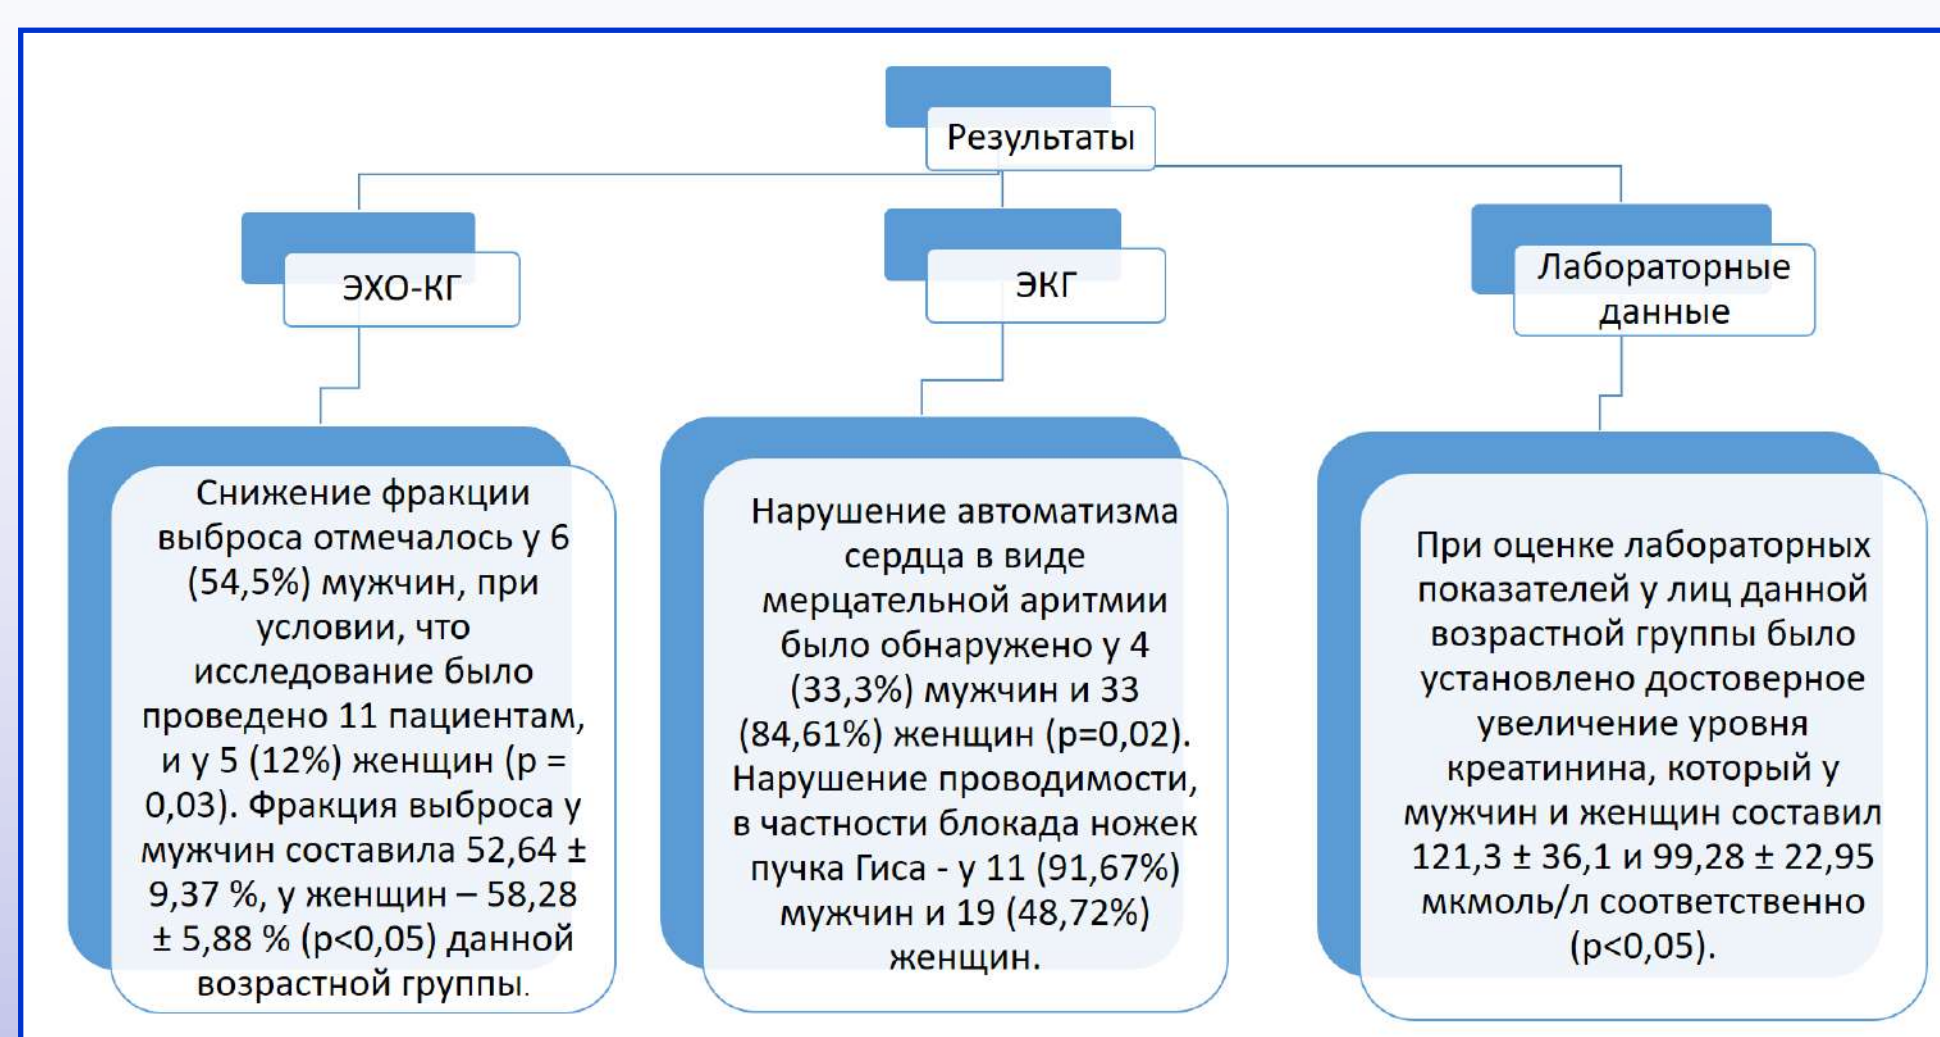 Результаты
ЭХО-КГ
ЭКГ
Лабораторные
данные
Снижение фракции
выброса отмечалось у 6
(54,5%) мужчин, при
условии, что
исследование было
проведено 11 пациентам,
и у 5 (12%) женщин (p =
0,03). Фракция выброса у
мужчин составила 52,64 ±
9,37 %, у женщин – 58,28
± 5,88 % (p<0,05) данной
возрастной группы.
Нарушение автоматизма
сердца в виде
мерцательной аритмии
было обнаружено у 4
(33,3%) мужчин и 33
(84,61%) женщин (p=0,02).
Нарушение проводимости,
в частности блокада ножек
пучка Гиса - у 11 (91,67%)
мужчин и 19 (48,72%)
женщин.
При оценке лабораторных
показателей у лиц данной
возрастной группы было
установлено достоверное
увеличение уровня
креатинина, который у
мужчин и женщин составил
121,3 ± 36,1 и 99,28 ± 22,95
мкмоль/л соответственно
(p<0,05).